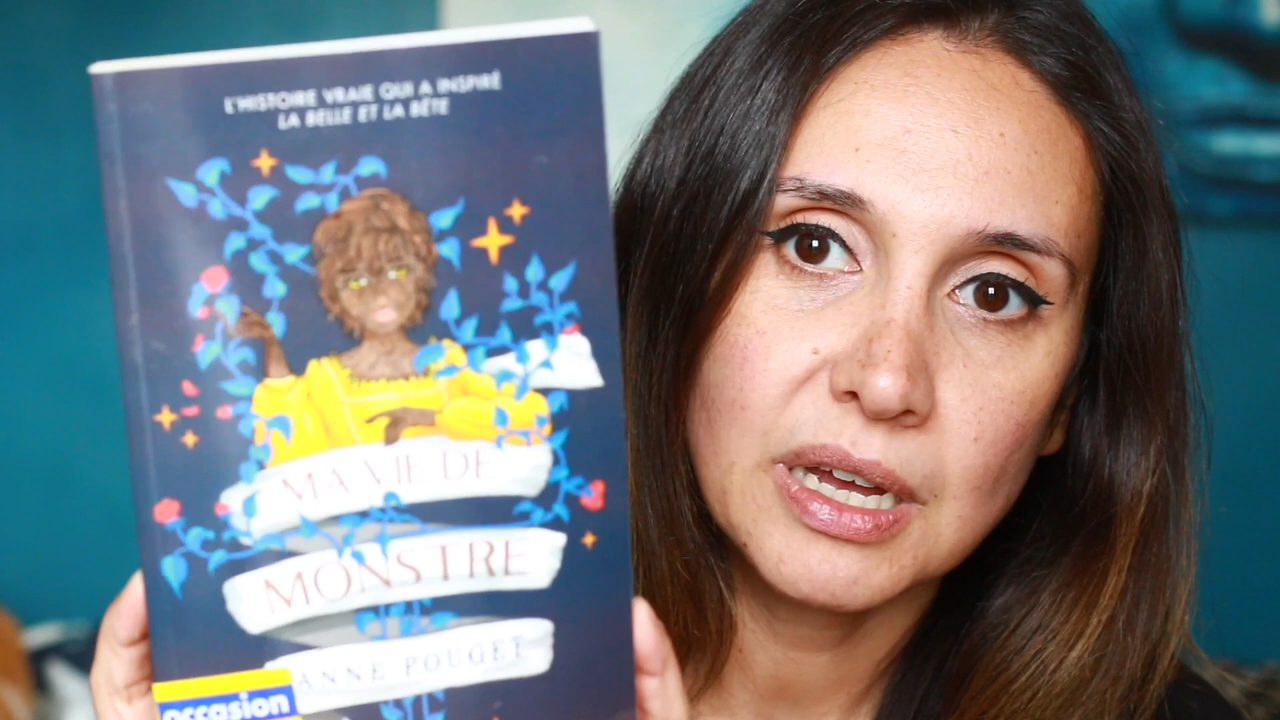 L'HISTOIRE VRAIE QUI A INSPIRÉ
LA BELLE ET LA BÊTE
MA VIE DE
MONSTRE
ANNE POUGET
occasion